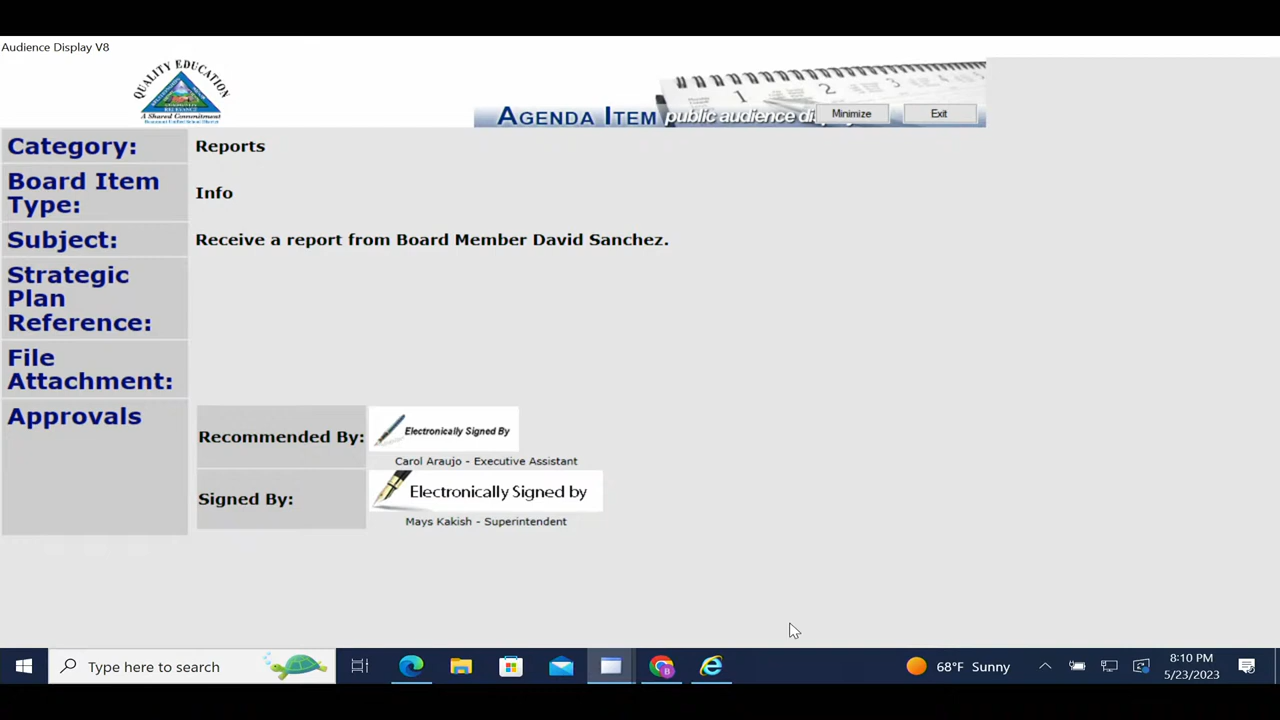 Audience Display V8
QUALITY EDUCATION
A Shared Commitment
AGENDA ITEM public audience
Minimize
Exit
1 2 3
Category:
Reports
Board Item
Type:
Info
Subject:
Receive a report from Board Member David Sanchez.
Strategic
Plan
Reference:
File
Attachment:
Approvals
Recommended By:
Electronically Signed By
Carol Araujo - Executive Assistant
Signed By:
Electronically Signed by
Mays Kakish - Superintendent
Type here to search
68°F Sunny
8:10 PM
5/23/2023